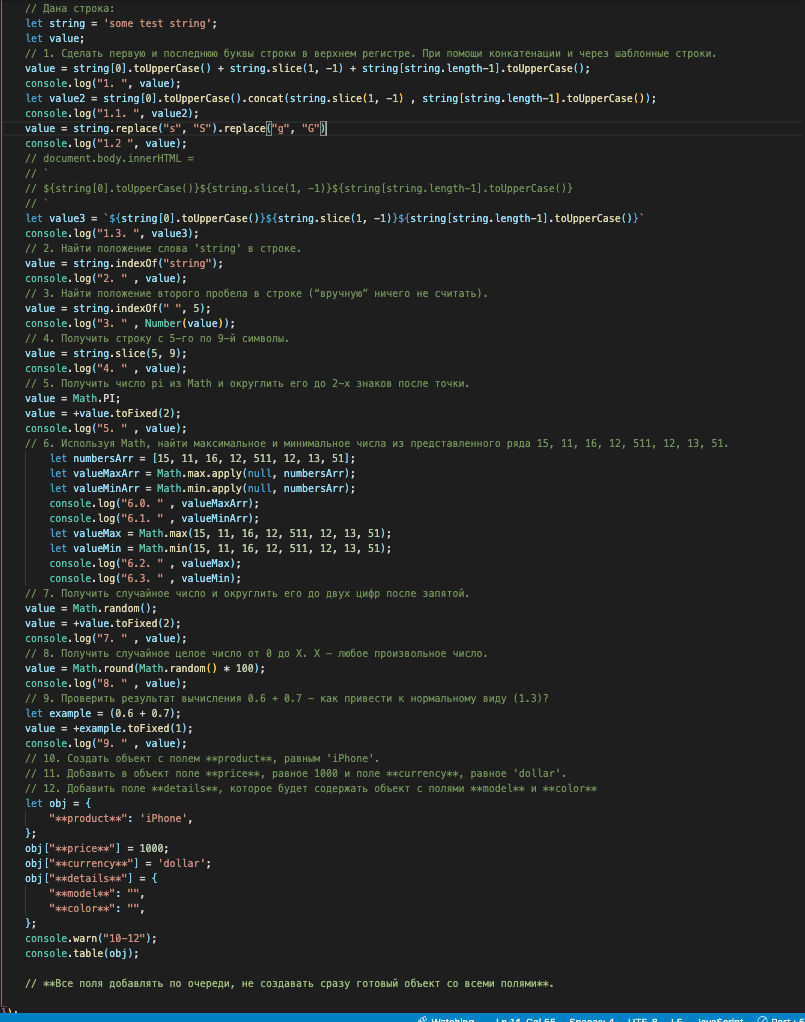 // Дана строка:
let string = 'some test string';
let value;
// 1. Сделать первую и последнюю буквы строки в верхнем регистре. При помощи конкатенации и через шаблонные строки.
value = string[0].toUpperCase() + string.slice(1, -1) + string[string.length-1].toUpperCase();
console.log("1. ", value);
let value2 = string[0].toUpperCase().concat(string.slice(1, -1) , string[string.length-1].toUpperCase());
console.log("1.1. ", value2);
value = string.replace("s", "S").replace("g", "G")
console.log("1.2 ", value);
// document.body.innerHTML =
// `
// ${string[0].toUpperCase()}${string.slice(1, -1)}${string[string.length-1].toUpperCase()}
// `
let value3 = `${string[0].toUpperCase()}${string.slice(1, -1)}${string[string.length-1].toUpperCase()}`
console.log("1.3. ", value3);
// 2. Найти положение слова 'string' в строке.
value = string.indexOf("string");
console.log("2. " , value);
// 3. Найти положение второго пробела в строке (“вручную” ничего не считать).
value = string.indexOf(" ", 5);
console.log("3. " , Number(value));
// 4. Получить строку с 5-го по 9-й символы.
value = string.slice(5, 9);
console.log("4. " , value);
// 5. Получить число pi из Math и округлить его до 2-х знаков после точки.
value = Math.PI;
value = +value.toFixed(2);
console.log("5. " , value);
// 6. Используя Math, найти максимальное и минимальное числа из представленного ряда 15, 11, 16, 12, 511, 12, 13, 51.
let numbersArr = [15, 11, 16, 12, 511, 12, 13, 51];
let valueMaxArr = Math.max.apply(null, numbersArr);
let valueMinArr = Math.min.apply(null, numbersArr);
console.log("6.0. " , valueMaxArr);
console.log("6.1. " , valueMinArr);
let valueMax = Math.max(15, 11, 16, 12, 511, 12, 13, 51);
let valueMin = Math.min(15, 11, 16, 12, 511, 12, 13, 51);
console.log("6.2. " , valueMax);
console.log("6.3. " , valueMin);
// 7. Получить случайное число и округлить его до двух цифр после запятой.
value = Math.random();
value = +value.toFixed(2);
console.log("7. " , value);
// 8. Получить случайное целое число от 0 до X. X - любое произвольное число.
value = Math.round(Math.random() * 100);
console.log("8. " , value);
// 9. Проверить результат вычисления 0.6 + 0.7 - как привести к нормальному виду (1.3)?
let example = (0.6 + 0.7);
value = +example.toFixed(1);
console.log("9. " , value);
// 10. Создать объект с полем **product**, равным 'iPhone'.
// 11. Добавить в объект поле **price**, равное 1000 и поле **currency**, равное 'dollar'.
// 12. Добавить поле **details**, которое будет содержать объект с полями **model** и **color**
let obj = {
"**product**": 'iPhone',
};
obj["**price**"] = 1000;
obj["**currency**"] = 'dollar';
obj["**details**"] = {
"**model**": "",
"**color**": "",
};
console.warn("10-12");
console.table(obj);
// **Все поля добавлять по очереди, не создавать сразу готовый объект со всеми полями**.
});
Watching Ln 14, Col 56 Spaces: 4 UTF-8 LF JavaScript Port :